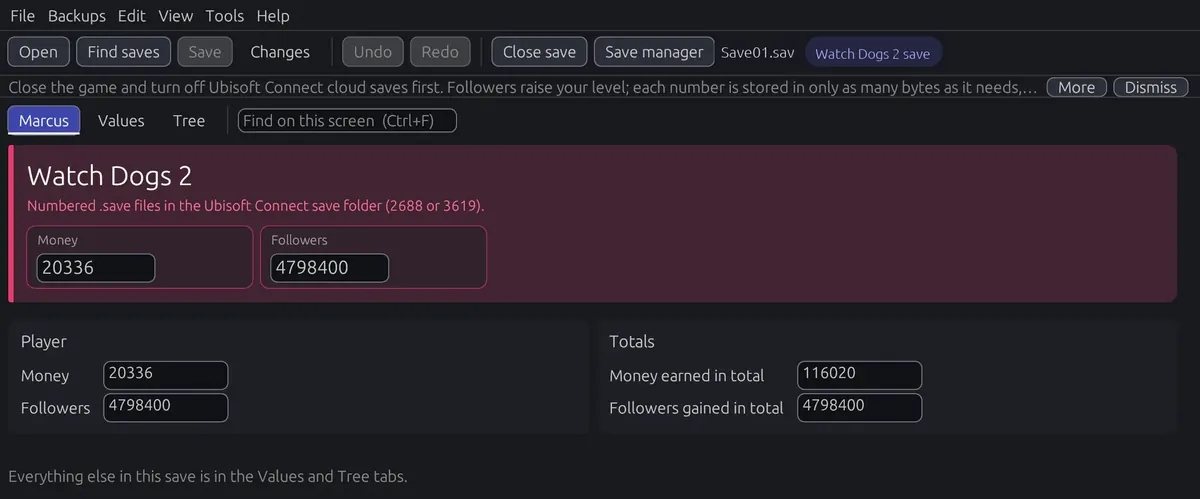 File Backups Edit View Tools Help
Open Find saves Save Changes Undo Redo Close save Save manager Save01.sav Watch Dogs 2 save
Close the game and turn off Ubisoft Connect cloud saves first. Followers raise your level; each number is stored in only as many bytes as it needs,... More Dismiss
Marcus Values Tree Find on this screen (Ctrl+F)
Watch Dogs 2
Numbered .save files in the Ubisoft Connect save folder (2688 or 3619).
Money Followers
20336 4798400
Player Totals
Money 20336 Money earned in total 116020
Followers 4798400 Followers gained in total 4798400
Everything else in this save is in the Values and Tree tabs.